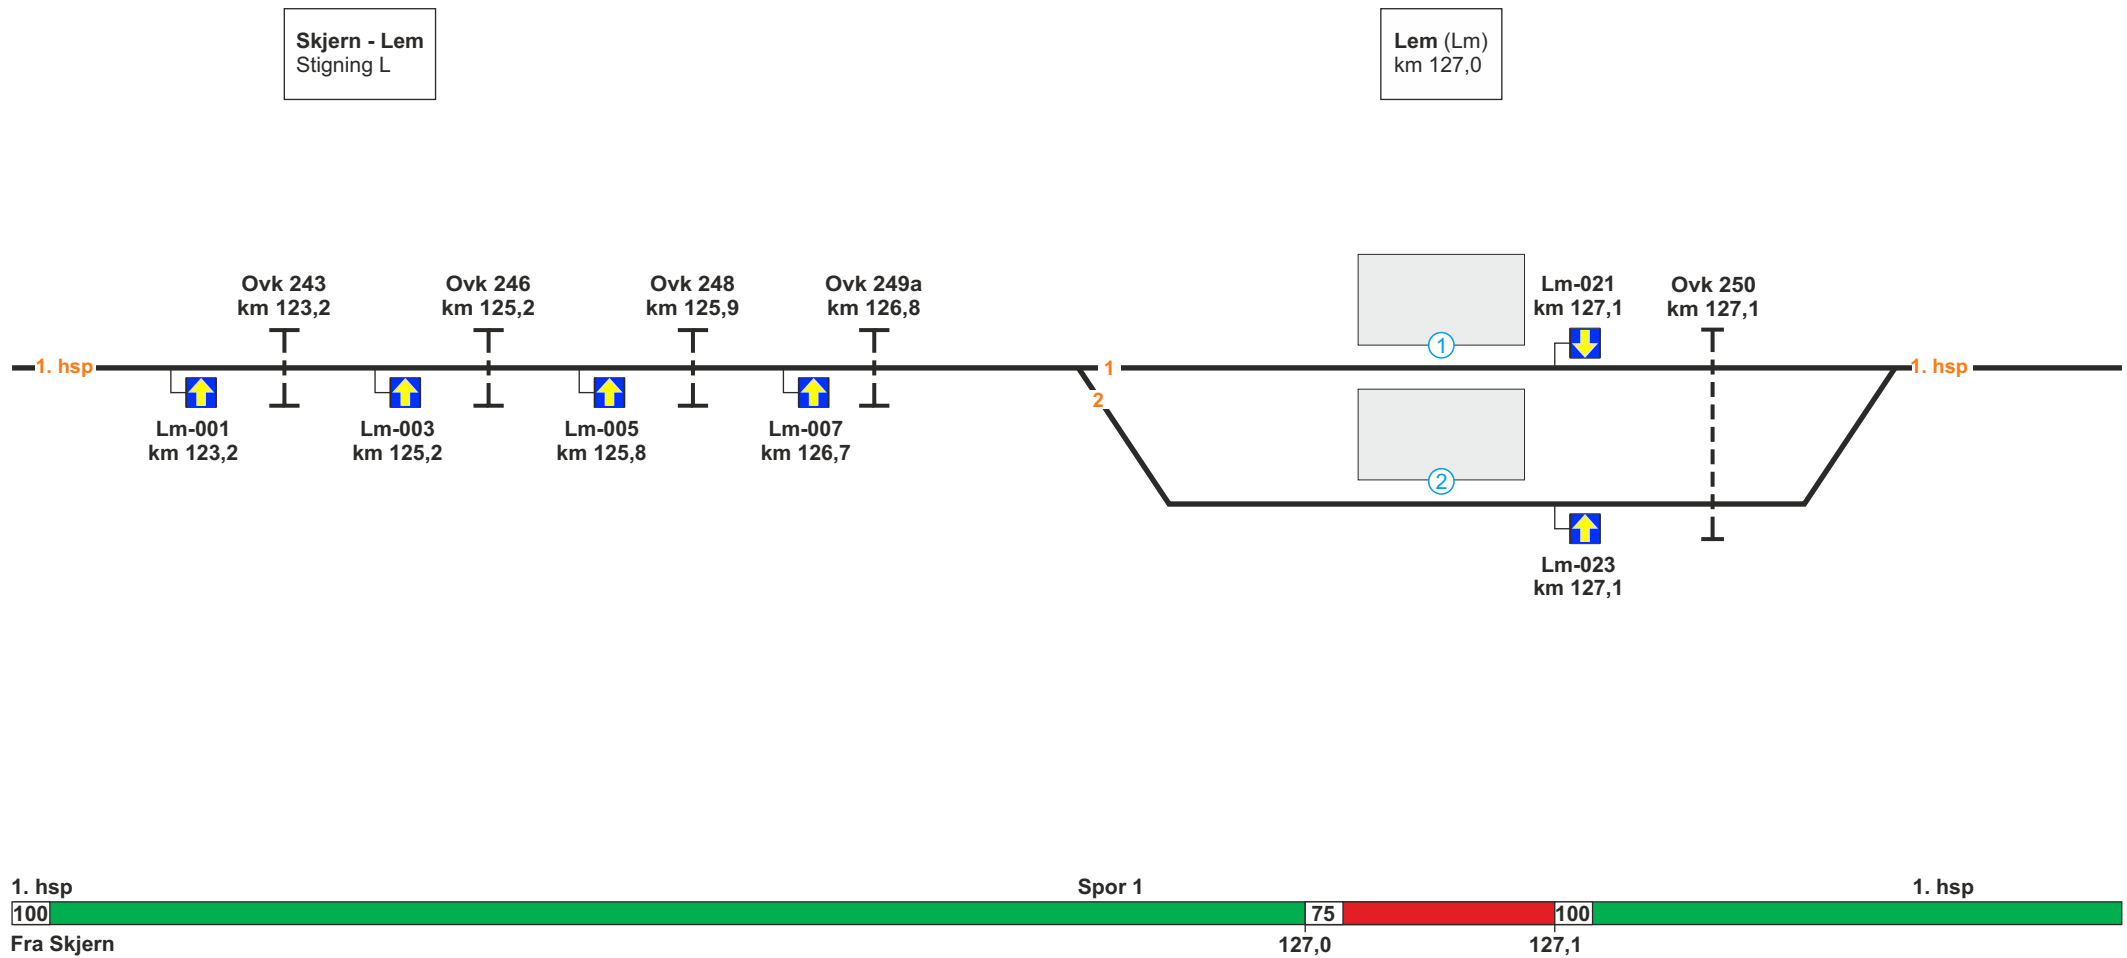 Skjern - Lem
Stigning L
Lem (Lm)
km 127,0
Ovk 243
km 123,2
Ovk 246
km 125,2
Ovk 248
km 125,9
Ovk 249a
km 126,8
Lm-021
km 127,1
Ovk 250
km 127,1
1. hsp
1
1
1. hsp
2
2
Lm-001
km 123,2
Lm-003
km 125,2
Lm-005
km 125,8
Lm-007
km 126,7
Lm-023
km 127,1
1. hsp
Spor 1
1. hsp
100
75
100
Fra Skjern
127,0
127,1